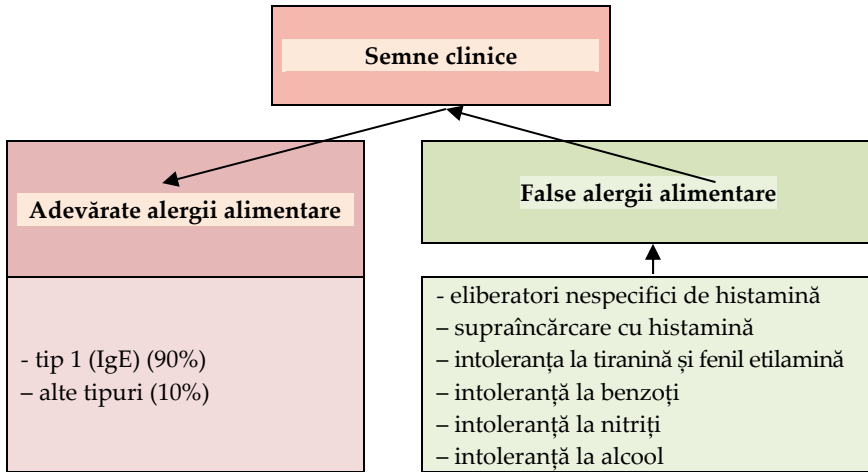 Semne clinice
Adevărate alergii alimentare
- tip 1 (IgE) (90%)
– alte tipuri (10%)
False alergii alimentare
- eliberatori nespecifici de histamină
– supraîncărcare cu histamină
– intoleranța la tiranină și fenil etilamină
– intoleranță la benzoți
– intoleranță la nitriți
– intoleranță la alcool